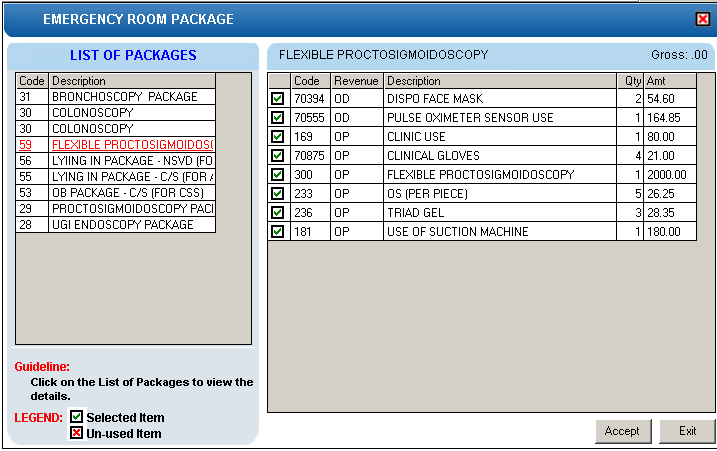 EMERGENCY ROOM PACKAGE
LIST OF PACKAGES
Code Description
31 BRONCHOSCOPY PACKAGE
30 COLONOSCOPY
30 COLONOSCOPY
59 FLEXIBLE PROCTOSIGMOIDOS(
56 LYIING IN PACKAGE - NSVD (FO
55 LYING IN PACKAGE - C/S (FOR
53 OB PACKAGE - C/S (FOR CSS)
29 PROCTOSIGMOIDOSCOPY PACI
28 UGI ENDOSCOPY PACKAGE
Guideline:
Click on the List of Packages to view the
details.
LEGEND: Selected Item
Un-used Item
FLEXIBLE PROCTOSIGMOIDOSCOPY Gross: .00
Code Revenue Description Qty Amt
70394 OD DISPO FACE MASK 2 54.60
70555 OD PULSE OXIMETER SENSOR USE 1 164.85
169 OP CLINIC USE 1 80.00
70875 OP CLINICAL GLOVES 4 21.00
300 OP FLEXIBLE PROCTOSIGMOIDOSCOPY 1 2000.00
233 OP OS (PER PIECE) 5 26.25
236 OP TRIAD GEL 3 28.35
181 OP USE OF SUCTION MACHINE 1 180.00
Accept Exit